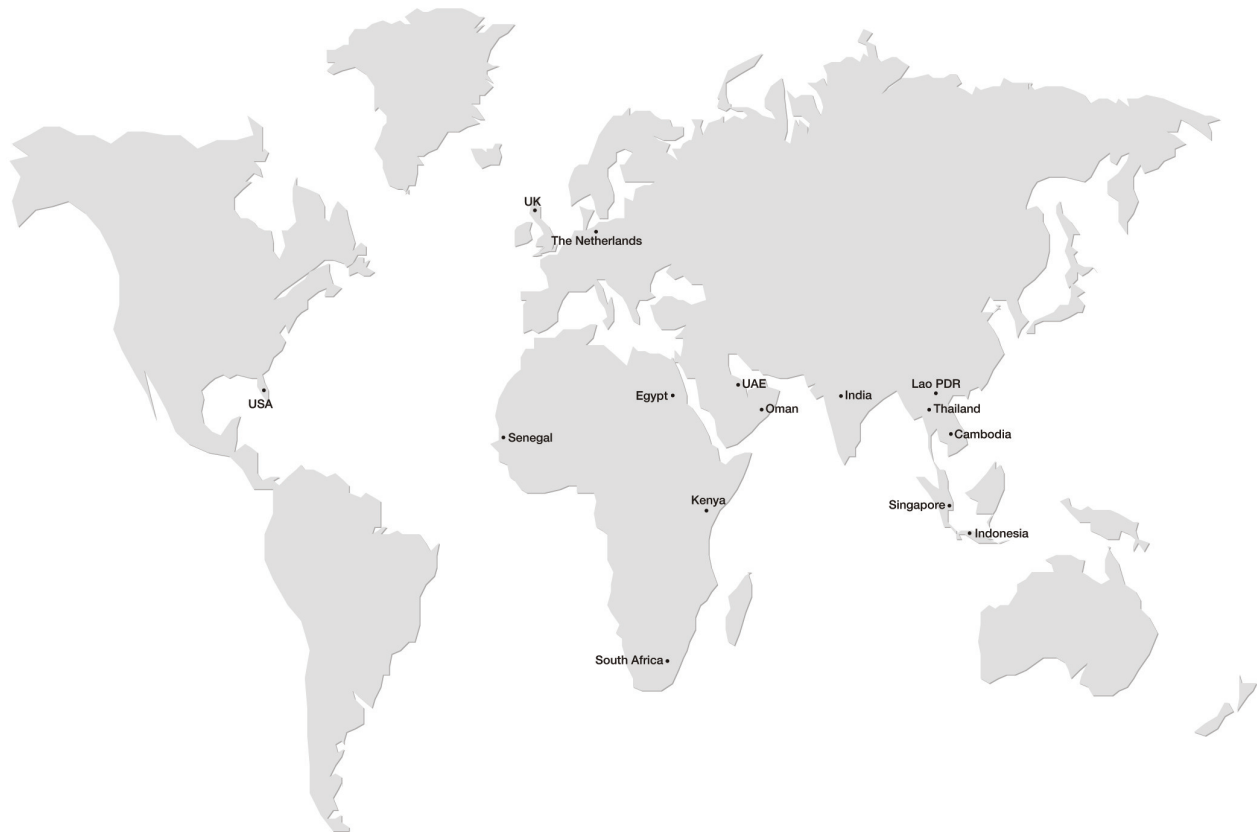 UK
The Netherlands
USA
Egypt
UAE
Oman
India
Lao PDR
Thailand
Cambodia
Senegal
Kenya
Singapore
Indonesia
South Africa